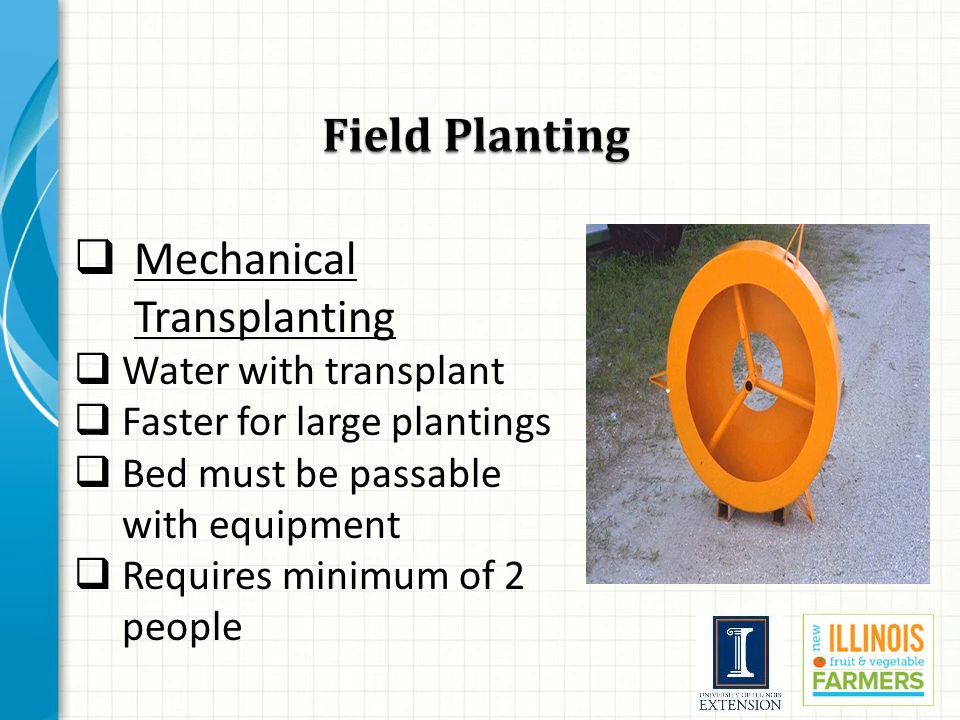 Field Planting
❑ Mechanical
Transplanting
❑ Water with transplant
❑ Faster for large plantings
❑ Bed must be passable
with equipment
❑ Requires minimum of 2
people
I
UNIVERSITY OF ILLINOIS
EXTENSION
new
ILLINOIS
fruit & vegetable
FARMERS